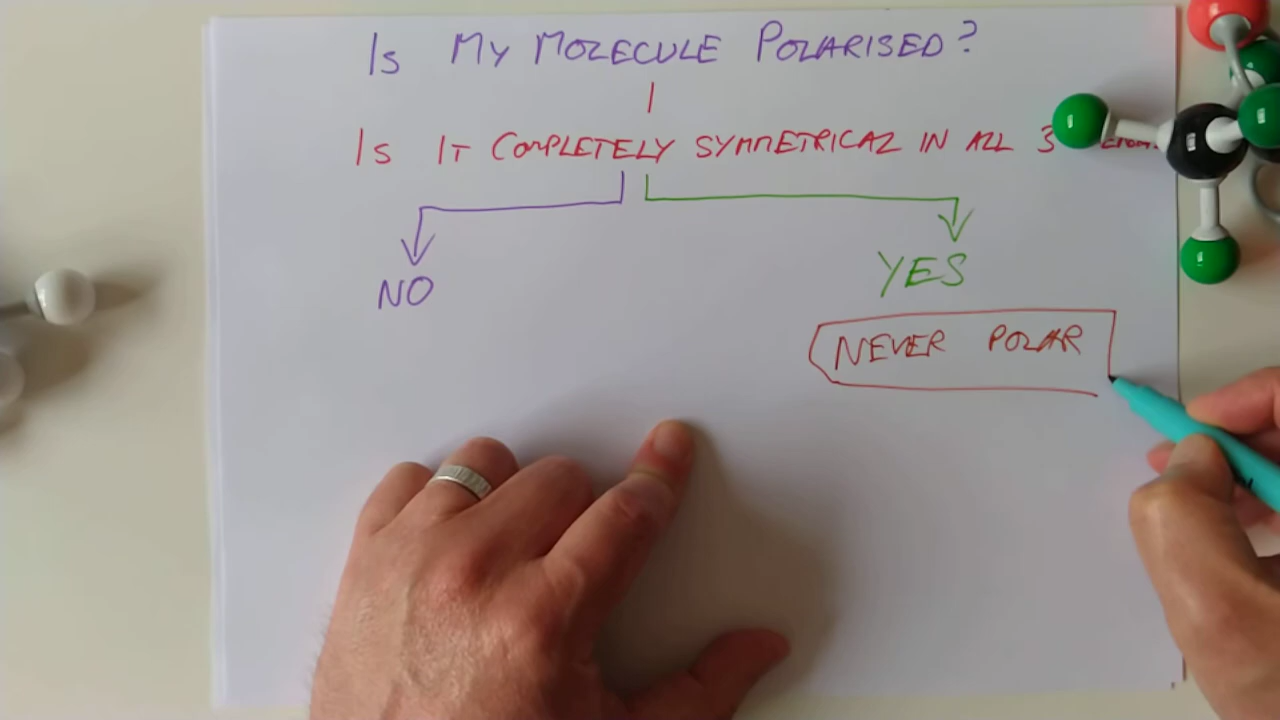 Is My Molecule Polarised?
Is It Completely symmetrical in all 3
NO
YES
NEVER POLAR